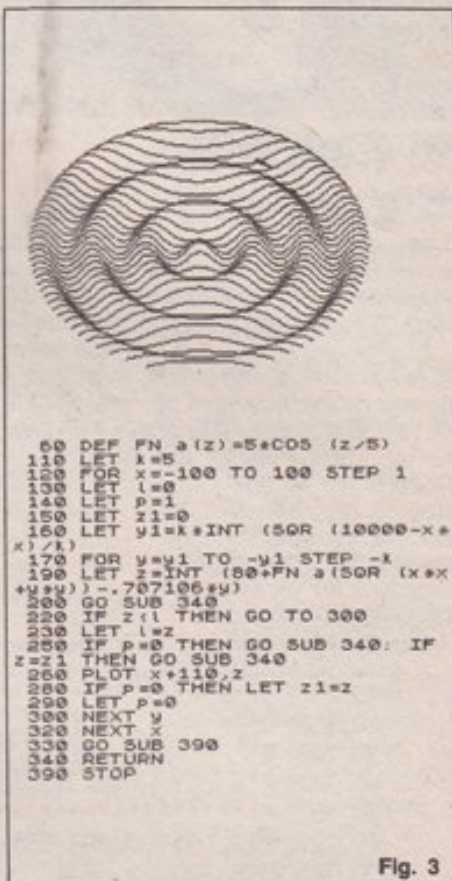 60 DEF FN a(z)=5*COS (z/5)
110 LET k=5
120 FOR x=-100 TO 100 STEP 1
130 LET l=0
140 LET p=1
150 LET z1=0
160 LET y1=k*INT (SQR (10000-x*
x)/k)
170 FOR y=y1 TO -y1 STEP -k
190 LET z=INT (80+FN a(SQR (x*x
+y*y))-.707106*y)
200 GO SUB 340
220 IF z<l THEN GO TO 300
230 LET l=z
250 IF p=0 THEN GO SUB 340: IF
z=z1 THEN GO SUB 340
260 PLOT x+110,z
280 IF p=0 THEN LET z1=z
290 LET p=0
300 NEXT y
320 NEXT x
330 GO SUB 390
340 RETURN
390 STOP
Fig. 3